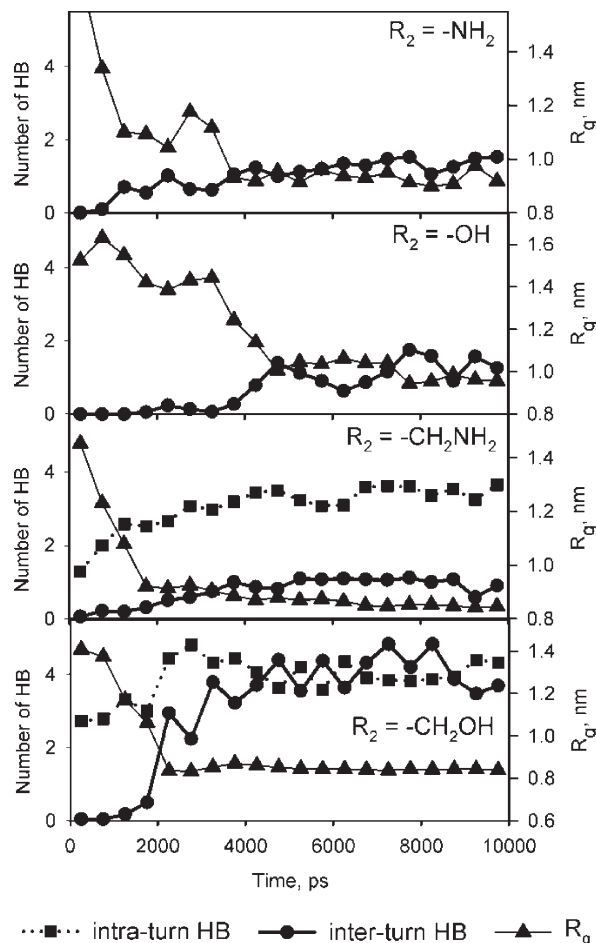 R2 = -NH2
Number of HB
4
2
0
1.4
1.2
1.0
0.8
Rg, nm
R2 = -OH
Number of HB
4
2
0
1.6
1.4
1.2
1.0
0.8
Rg, nm
R2 = -CH2NH2
Number of HB
4
2
0
1.4
1.2
1.0
0.8
Rg, nm
R2 = -CH2OH
Number of HB
4
2
0
1.4
1.2
1.0
0.8
0.6
Rg, nm
0 2000 4000 6000 8000 10000
Time, ps
intra-turn HB inter-turn HB Rg